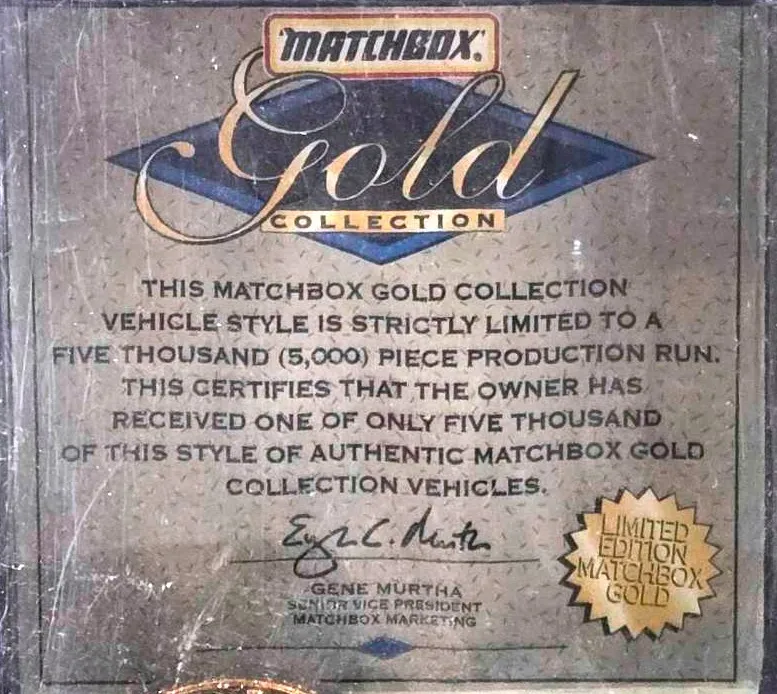 MATCHBOX
Gold
COLLECTION
THIS MATCHBOX GOLD COLLECTION
VEHICLE STYLE IS STRICTLY LIMITED TO A
FIVE THOUSAND (5,000) PIECE PRODUCTION RUN.
THIS CERTIFIES THAT THE OWNER HAS
RECEIVED ONE OF ONLY FIVE THOUSAND
OF THIS STYLE OF AUTHENTIC MATCHBOX GOLD
COLLECTION VEHICLES.
GENE MURTHA
SENIOR VICE PRESIDENT
MATCHBOX MARKETING
LIMITED
EDITION
MATCHBOX
GOLD